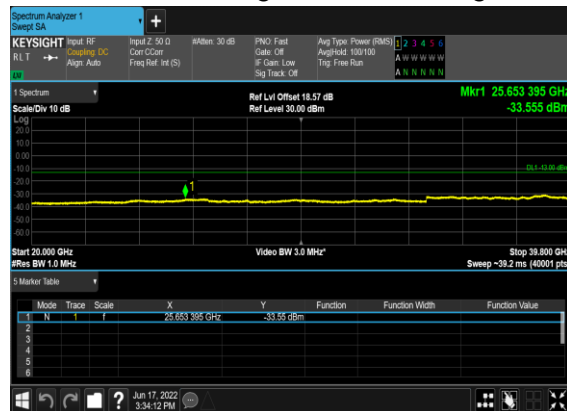 Spectrum Analyzer 1
Swept SA
+
KEYSIGHT Input: RF Input Z: 50 Ω #Atten: 30 dB PNO: Fast Avg Type: Power (RMS) 1 2 3 4 5 6
RLT Coupling: DC Corr CCorr Gate: Off Avg|Hold: 100/100 A W W W W W
Align: Auto Freq Ref: Int (S) IF Gain: Low Trig: Free Run
LXI Sig Track: Off A N N N N N
1 Spectrum Ref Lvl Offset 18.57 dB Mkr1 25.653 395 GHz
Scale/Div 10 dB Ref Level 30.00 dBm -33.555 dBm
Log
20.0
10.0
0.00
-10.0 DL1 -13.00 dBm
-20.0
-30.0 1
-40.0
-50.0
-60.0
Start 20.000 GHz Video BW 3.0 MHz* Stop 39.800 GHz
#Res BW 1.0 MHz Sweep ~39.2 ms (40001 pts)
5 Marker Table
Mode Trace Scale X Y Function Function Width Function Value
1 N 1 f 25.653 395 GHz -33.55 dBm
2
3
4
5
6
? Jun 17, 2022
3:34:12 PM